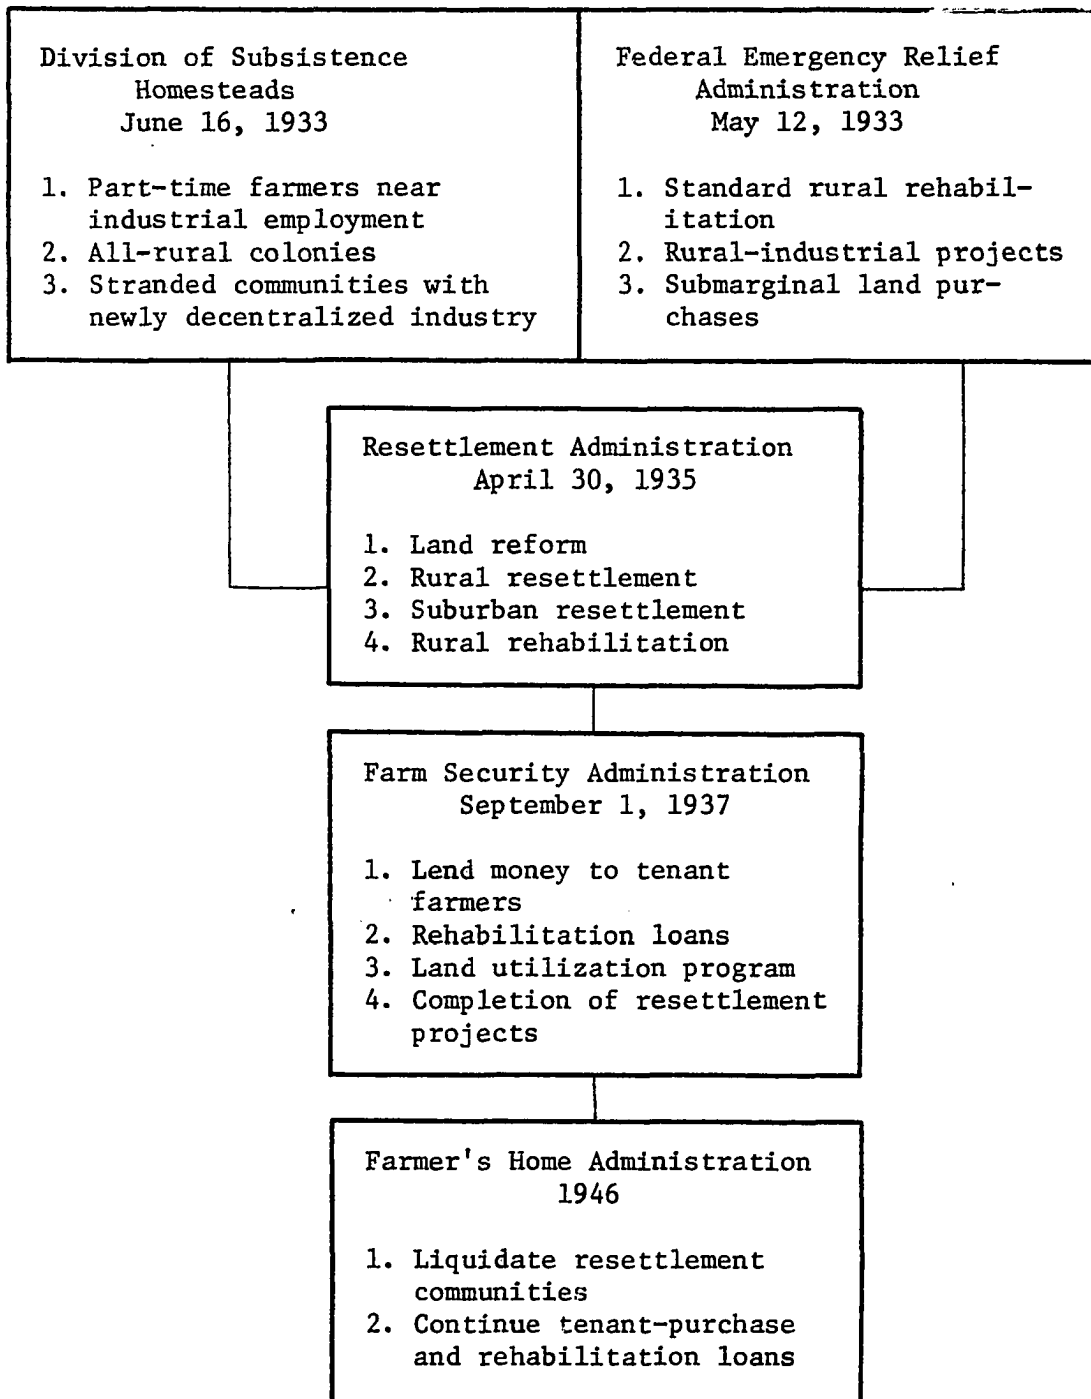 Division of Subsistence
Homesteads
June 16, 1933
1. Part-time farmers near
industrial employment
2. All-rural colonies
3. Stranded communities with
newly decentralized industry
Federal Emergency Relief
Administration
May 12, 1933
1. Standard rural rehabil-
itation
2. Rural-industrial projects
3. Submarginal land pur-
chases
Resettlement Administration
April 30, 1935
1. Land reform
2. Rural resettlement
3. Suburban resettlement
4. Rural rehabilitation
Farm Security Administration
September 1, 1937
1. Lend money to tenant
farmers
2. Rehabilitation loans
3. Land utilization program
4. Completion of resettlement
projects
Farmer's Home Administration
1946
1. Liquidate resettlement
communities
2. Continue tenant-purchase
and rehabilitation loans